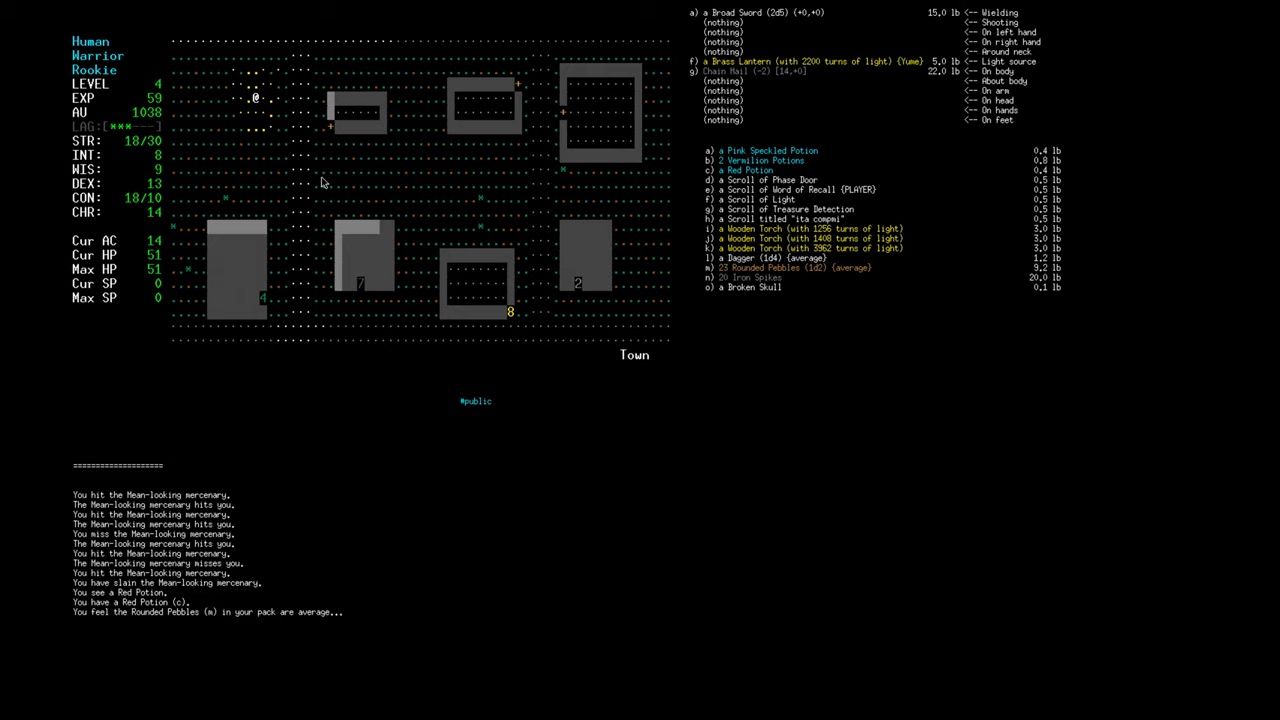 Human
Warrior
Rookie
LEVEL 4
EXP 59
AU 1038
LAG:[***---]
STR: 18/30
INT: 8
WIS: 9
DEX: 13
CON: 18/10
CHR: 14
Cur AC 14
Cur HP 51
Max HP 51
Cur SP 0
Max SP 0
@
4
7
8
2
Town
#public
===================
You hit the Mean-looking mercenary.
The Mean-looking mercenary hits you.
You hit the Mean-looking mercenary.
The Mean-looking mercenary hits you.
You miss the Mean-looking mercenary.
The Mean-looking mercenary hits you.
You hit the Mean-looking mercenary.
The Mean-looking mercenary misses you.
You hit the Mean-looking mercenary.
You have slain the Mean-looking mercenary.
You see a Red Potion.
You have a Red Potion (c).
You feel the Rounded Pebbles (m) in your pack are average...
a) a Broad Sword (2d5) (+0,+0) 15.0 lb <-- Wielding
(nothing) <-- Shooting
(nothing) <-- On left hand
(nothing) <-- On right hand
(nothing) <-- Around neck
f) a Brass Lantern (with 2200 turns of light) {Yume} 5.0 lb <-- Light source
g) Chain Mail (-2) [14,+0] 22.0 lb <-- On body
(nothing) <-- About body
(nothing) <-- On arm
(nothing) <-- On head
(nothing) <-- On hands
(nothing) <-- On feet
a) a Pink Speckled Potion 0.4 lb
b) 2 Vermilion Potions 0.8 lb
c) a Red Potion 0.4 lb
d) a Scroll of Phase Door 0.5 lb
e) a Scroll of Word of Recall {PLAYER} 0.5 lb
f) a Scroll of Light 0.5 lb
g) a Scroll of Treasure Detection 0.5 lb
h) a Scroll titled "ita compmi" 0.5 lb
i) a Wooden Torch (with 1256 turns of light) 3.0 lb
j) a Wooden Torch (with 1408 turns of light) 3.0 lb
k) a Wooden Torch (with 3962 turns of light) 3.0 lb
l) a Dagger (1d4) {average} 1.2 lb
m) 23 Rounded Pebbles (1d2) {average} 9.2 lb
n) 20 Iron Spikes 20.0 lb
o) a Broken Skull 0.1 lb